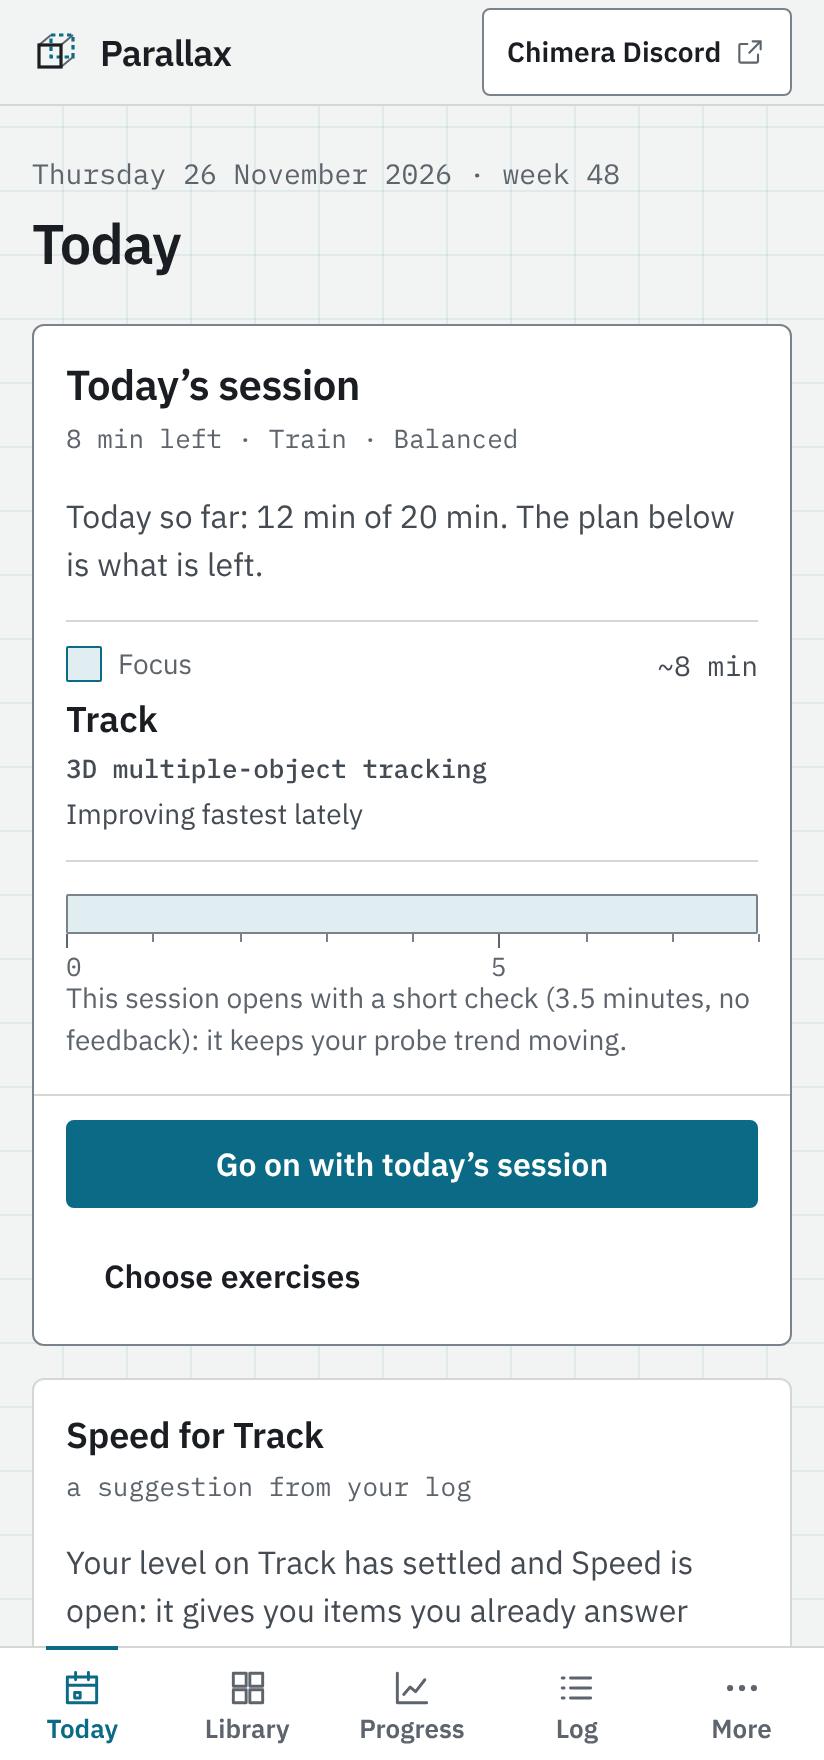 Parallax
Chimera Discord
Thursday 26 November 2026 · week 48
Today
Today’s session
8 min left · Train · Balanced
Today so far: 12 min of 20 min. The plan below
is what is left.
Focus
~8 min
Track
3D multiple-object tracking
Improving fastest lately
0 5
This session opens with a short check (3.5 minutes, no
feedback): it keeps your probe trend moving.
Go on with today’s session
Choose exercises
Speed for Track
a suggestion from your log
Your level on Track has settled and Speed is
open: it gives you items you already answer
Today Library Progress Log More